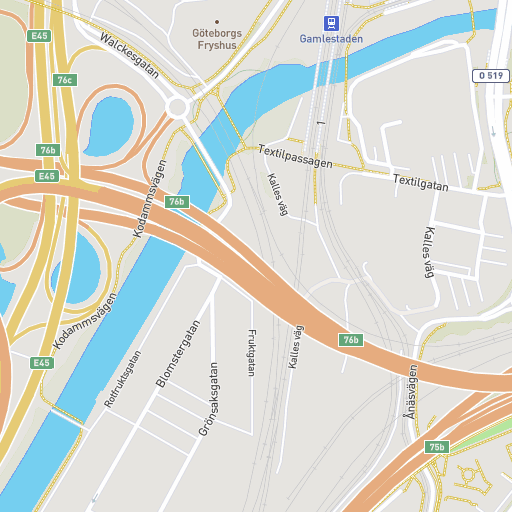 E45
Walckesgatan
Göteborgs
Fryshus
Gamlestaden
76c
O 519
1
76b
Textilpassagen
E45
Textilgatan
Kodammsvägen
76b
Kalles väg
Kalles väg
Kodammsvägen
76b
E45
Blomstergatan
Fruktgatan
Kalles väg
Rotfruktsgatan
Grönsaksgatan
Ånäsvägen
75b